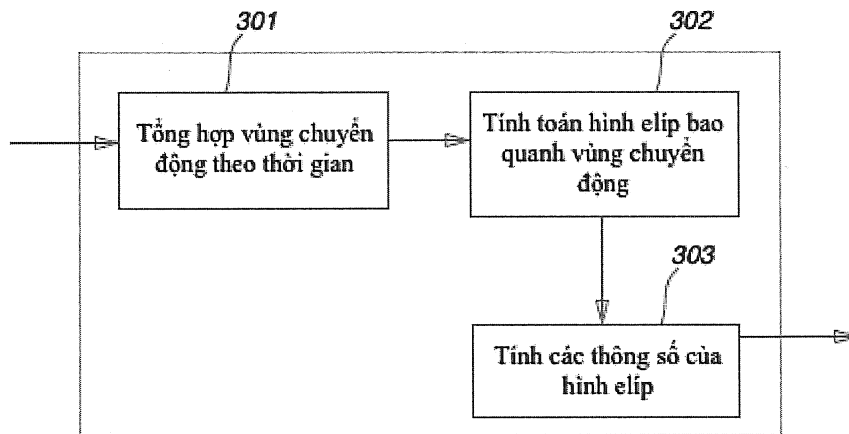 301
Tổng hợp vùng chuyển
động theo thời gian
302
Tính toán hình elíp bao
quanh vùng chuyển
động
303
Tính các thông số của
hình elíp